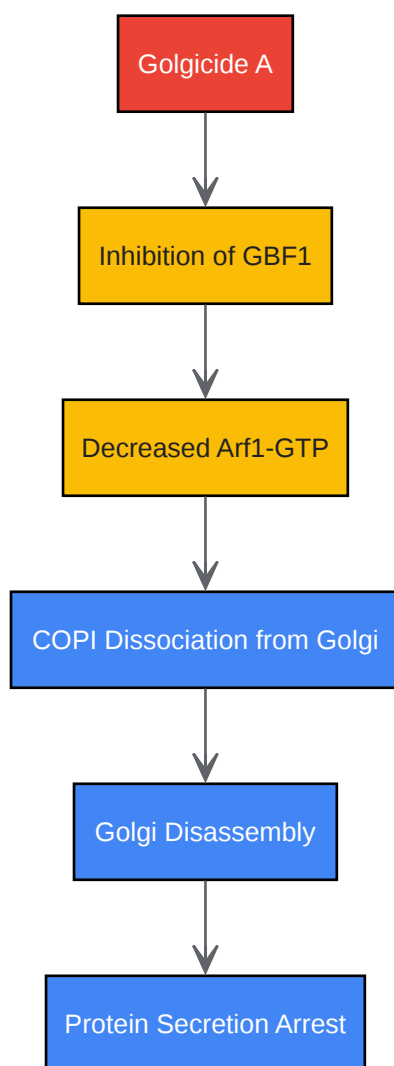 Golgicide A
Inhibition of GBF1
Decreased Arf1-GTP
COPI Dissociation from Golgi
Golgi Disassembly
Protein Secretion Arrest